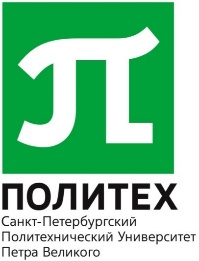 П
ПОЛИТЕХ
Санкт-Петербургский
Политехнический Университет
Петра Великого